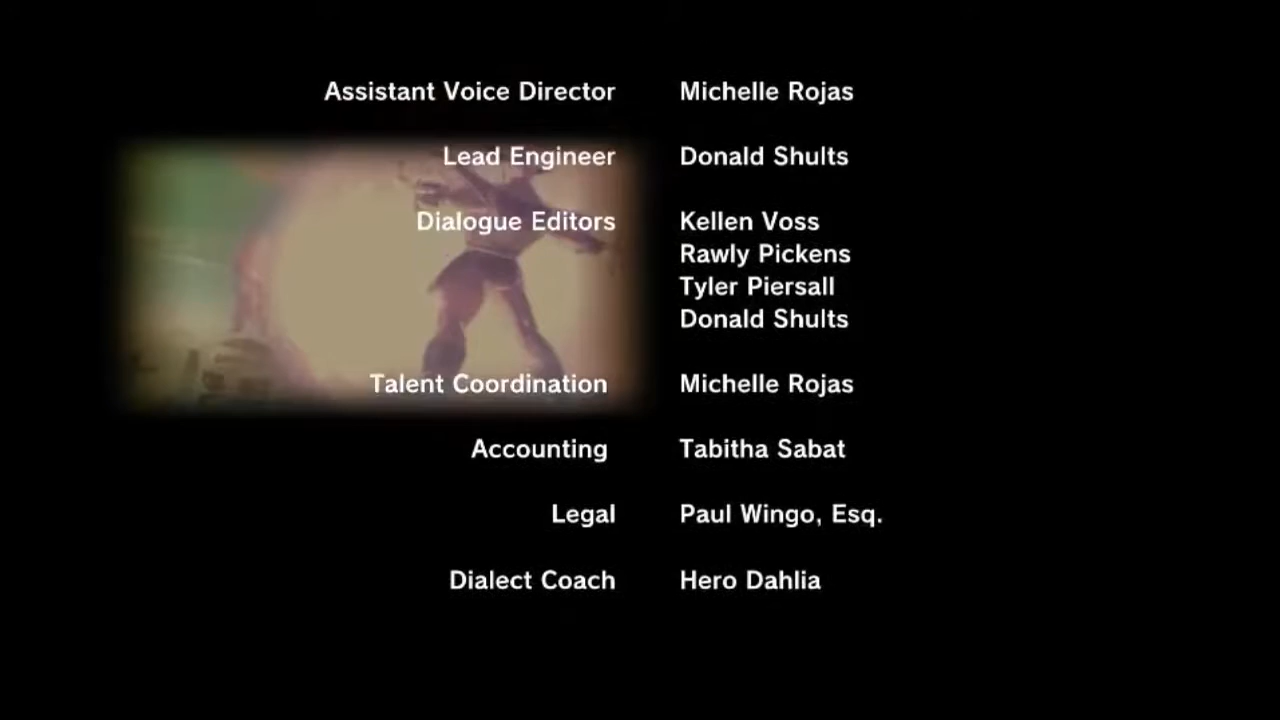 Assistant Voice Director Michelle Rojas
Lead Engineer Donald Shults
Dialogue Editors Kellen Voss
Rawly Pickens
Tyler Piersall
Donald Shults
Talent Coordination Michelle Rojas
Accounting Tabitha Sabat
Legal Paul Wingo, Esq.
Dialect Coach Hero Dahlia